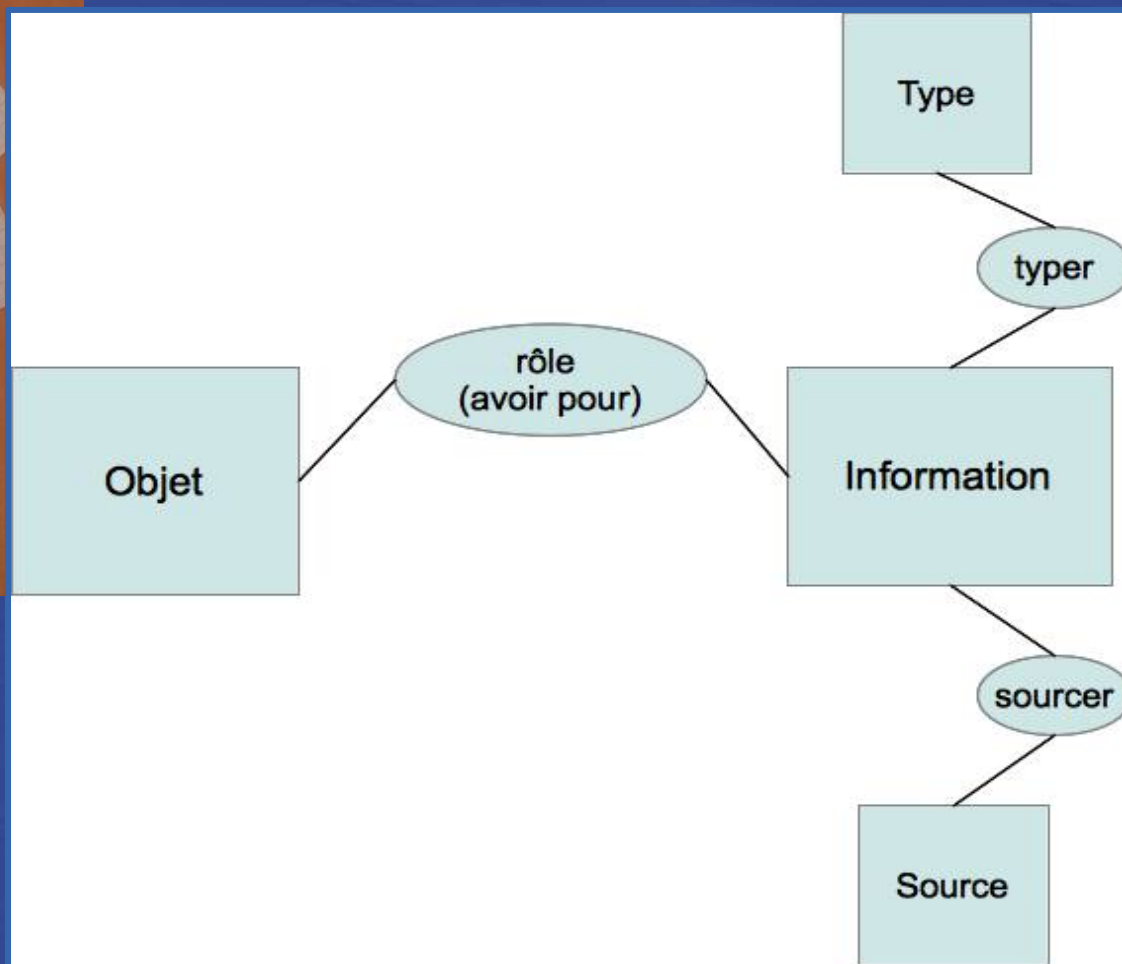 Type
typer
rôle
(avoir pour)
Objet
Information
sourcer
Source